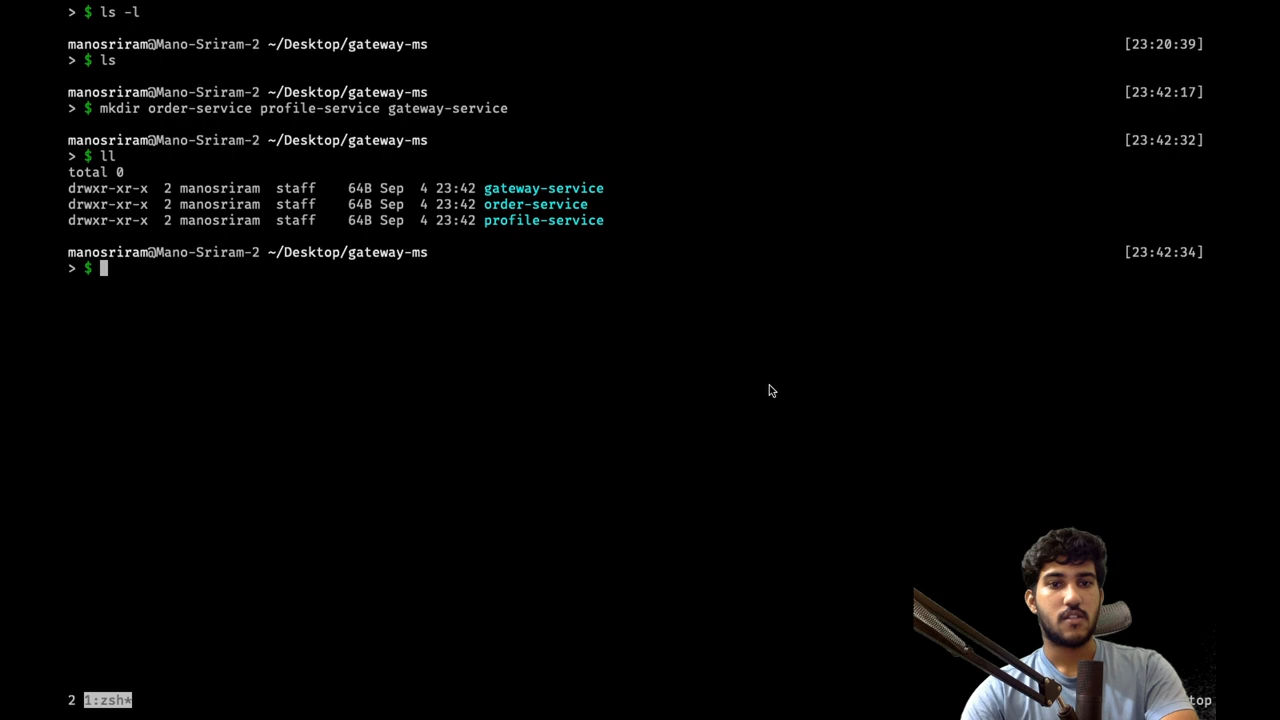 > $ ls -l
manosriram@Mano-Sriram-2 ~/Desktop/gateway-ms [23:20:39]
> $ ls
manosriram@Mano-Sriram-2 ~/Desktop/gateway-ms [23:42:17]
> $ mkdir order-service profile-service gateway-service
manosriram@Mano-Sriram-2 ~/Desktop/gateway-ms [23:42:32]
> $ ll
total 0
drwxr-xr-x 2 manosriram staff 64B Sep 4 23:42 gateway-service
drwxr-xr-x 2 manosriram staff 64B Sep 4 23:42 order-service
drwxr-xr-x 2 manosriram staff 64B Sep 4 23:42 profile-service
manosriram@Mano-Sriram-2 ~/Desktop/gateway-ms [23:42:34]
> $
2 1:zsh* top